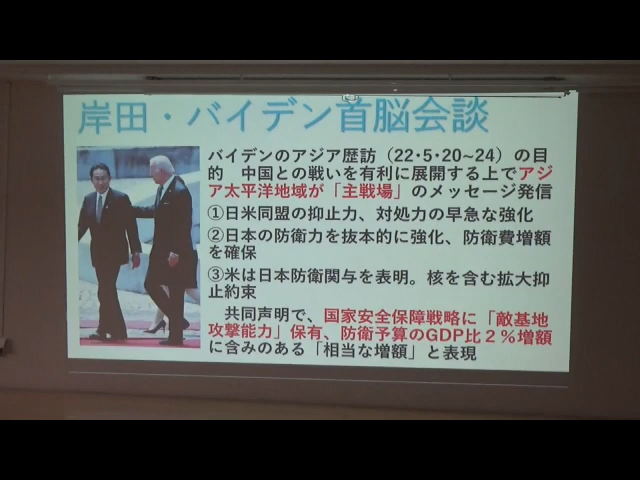 岸田・バイデン首脳会談
バイデンのアジア歴訪（22・5・20~24）の目
的　中国との戦いを有利に展開する上でアジ
ア太平洋地域が「主戦場」のメッセージ発信
①日米同盟の抑止力、対処力の早急な強化
②日本の防衛力を抜本的に強化、防衛費増額
を確保
③米は日本防衛関与を表明。核を含む拡大抑
止約束
　共同声明で、国家安全保障戦略に「敵基地
攻撃能力」保有、防衛予算のGDP比２％増額
に含みのある「相当な増額」と表現